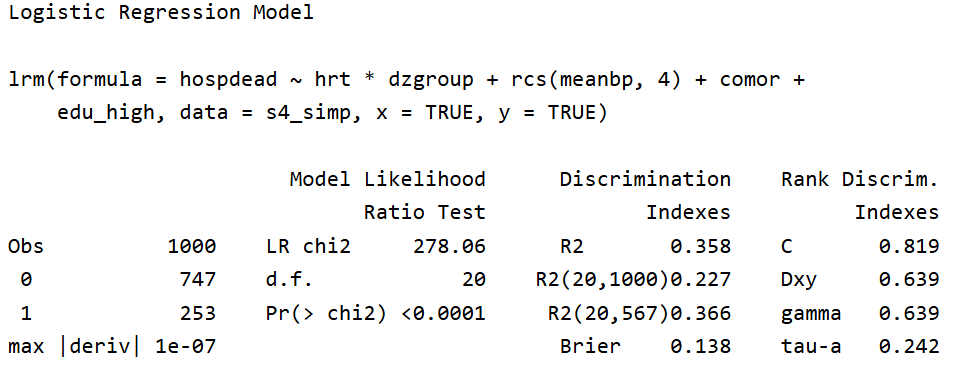 Logistic Regression Model
lrm(formula = hospdead ~ hrt * dzgroup + rcs(meanbp, 4) + comor +
    edu_high, data = s4_simp, x = TRUE, y = TRUE)
                       Model Likelihood      Discrimination    Rank Discrim.
                             Ratio Test             Indexes          Indexes
Obs          1000    LR chi2     278.06      R2       0.358    C       0.819
 0            747    d.f.            20    R2(20,1000)0.227    Dxy     0.639
 1            253    Pr(> chi2) <0.0001     R2(20,567)0.366    gamma   0.639
max |deriv| 1e-07                            Brier    0.138    tau-a   0.242